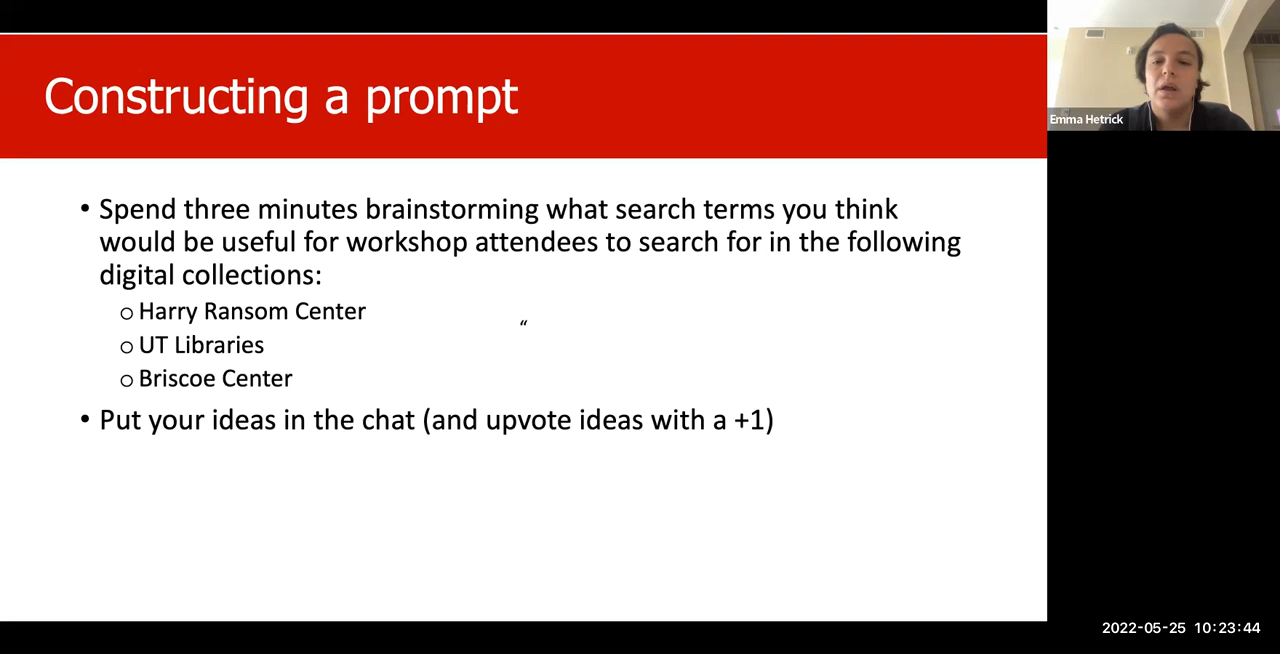 Constructing a prompt
• Spend three minutes brainstorming what search terms you think
would be useful for workshop attendees to search for in the following
digital collections:
○ Harry Ransom Center
“
○ UT Libraries
○ Briscoe Center
• Put your ideas in the chat (and upvote ideas with a +1)
Emma Hetrick
2022-05-25 10:23:44